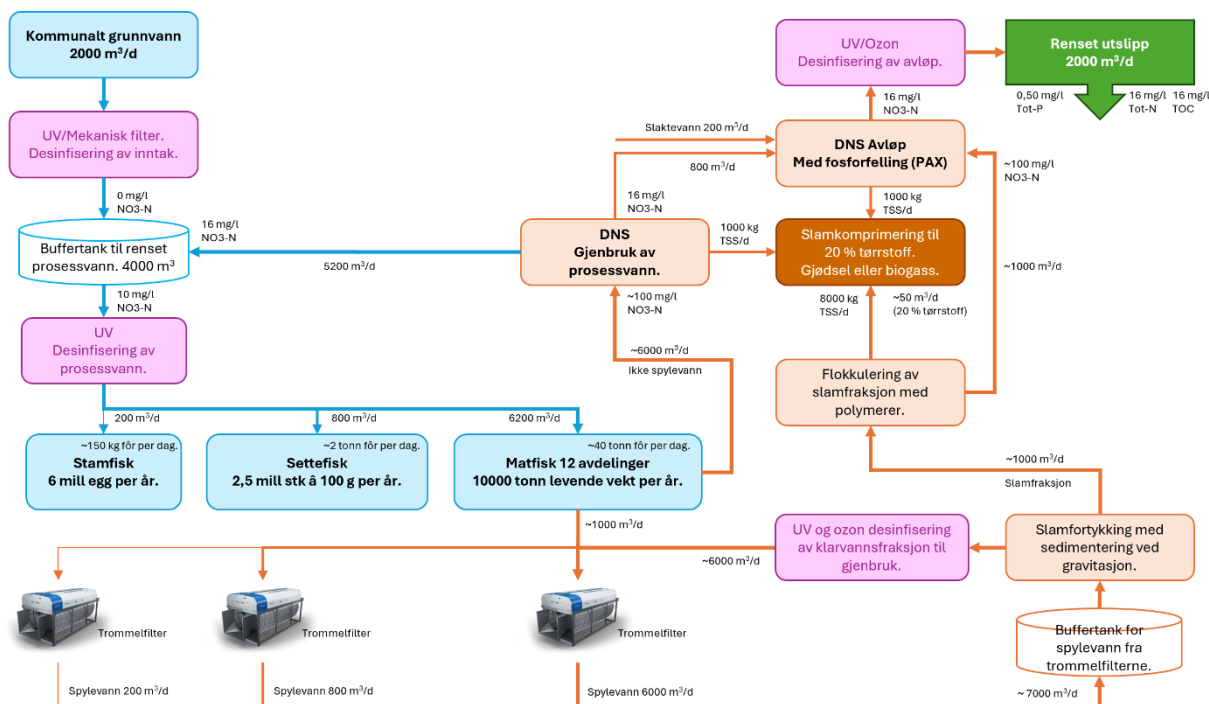 Kommunalt grunnvann
2000 m³/d
UV/Mekanisk filter.
Desinfisering av inntak.
0 mg/l
NO3-N
16 mg/l
NO3-N
Buffertank til renset
prosessvann. 4000 m³
5200 m³/d
10 mg/l
NO3-N
UV
Desinfisering av
prosessvann.
200 m³/d
800 m³/d
6200 m³/d
~150 kg fôr per dag.
Stamfisk
6 mill egg per år.
~2 tonn fôr per dag.
Settefisk
2,5 mill stk à 100 g per år.
~40 tonn fôr per dag.
Matfisk 12 avdelinger
10000 tonn levende vekt per år.
UV/Ozon
Desinfisering av avløp.
Renset utslipp
2000 m³/d
0,50 mg/l
Tot-P
16 mg/l
Tot-N
16 mg/l
TOC
16 mg/l
NO3-N
Slaktevann 200 m³/d
800 m³/d
DNS Avløp
Med fosforfelling (PAX)
~100 mg/l
NO3-N
16 mg/l
NO3-N
1000 kg
TSS/d
DNS
Gjenbruk av
prosessvann.
1000 kg
TSS/d
Slamkomprimering til
20 % tørrstoff.
Gjødsel eller biogass.
~1000 m³/d
~100 mg/l
NO3-N
8000 kg
TSS/d
~50 m³/d
(20 % tørrstoff)
~6000 m³/d
Ikke spylevann
Flokkulering av
slamfraksjon med
polymerer.
~1000 m³/d
Slamfraksjon
~1000 m³/d
UV og ozon desinfisering
av klarvannsfraksjon til
gjenbruk.
~6000 m³/d
Slamfortykking med
sedimentering ved
gravitasjon.
Trommelfilter
Trommelfilter
Trommelfilter
Buffertank for
spylevann fra
trommelfilterne.
Spylevann 200 m³/d
Spylevann 800 m³/d
Spylevann 6000 m³/d
~ 7000 m³/d